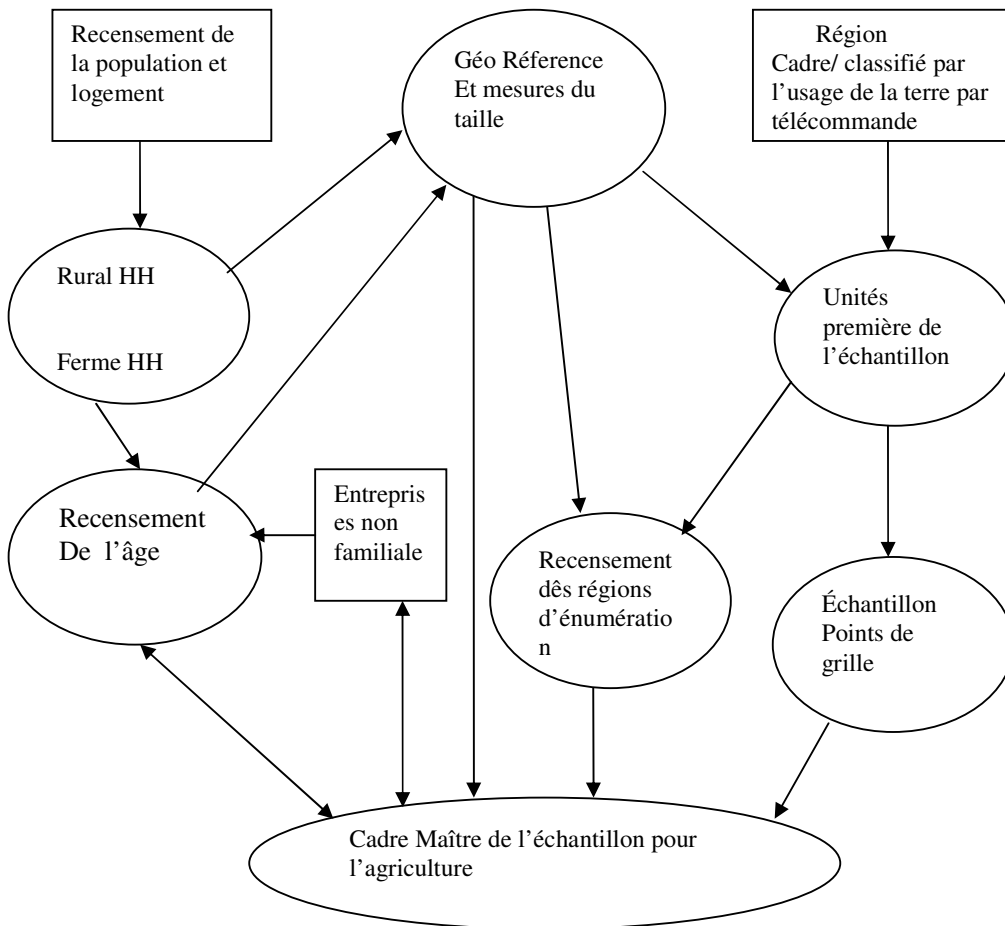 Recensement de
la population et
logement
Géo Réference
Et mesures du
taille
Région
Cadre/ classifié par
l'usage de la terre par
télécommande
Rural HH
Ferme HH
Unités
première de
l'échantillon
Recensement
De l'âge
Entrepris
es non
familiale
Recensement
dês régions
d'énumératio
n
Échantillon
Points de
grille
Cadre Maître de l'échantillon pour
l'agriculture